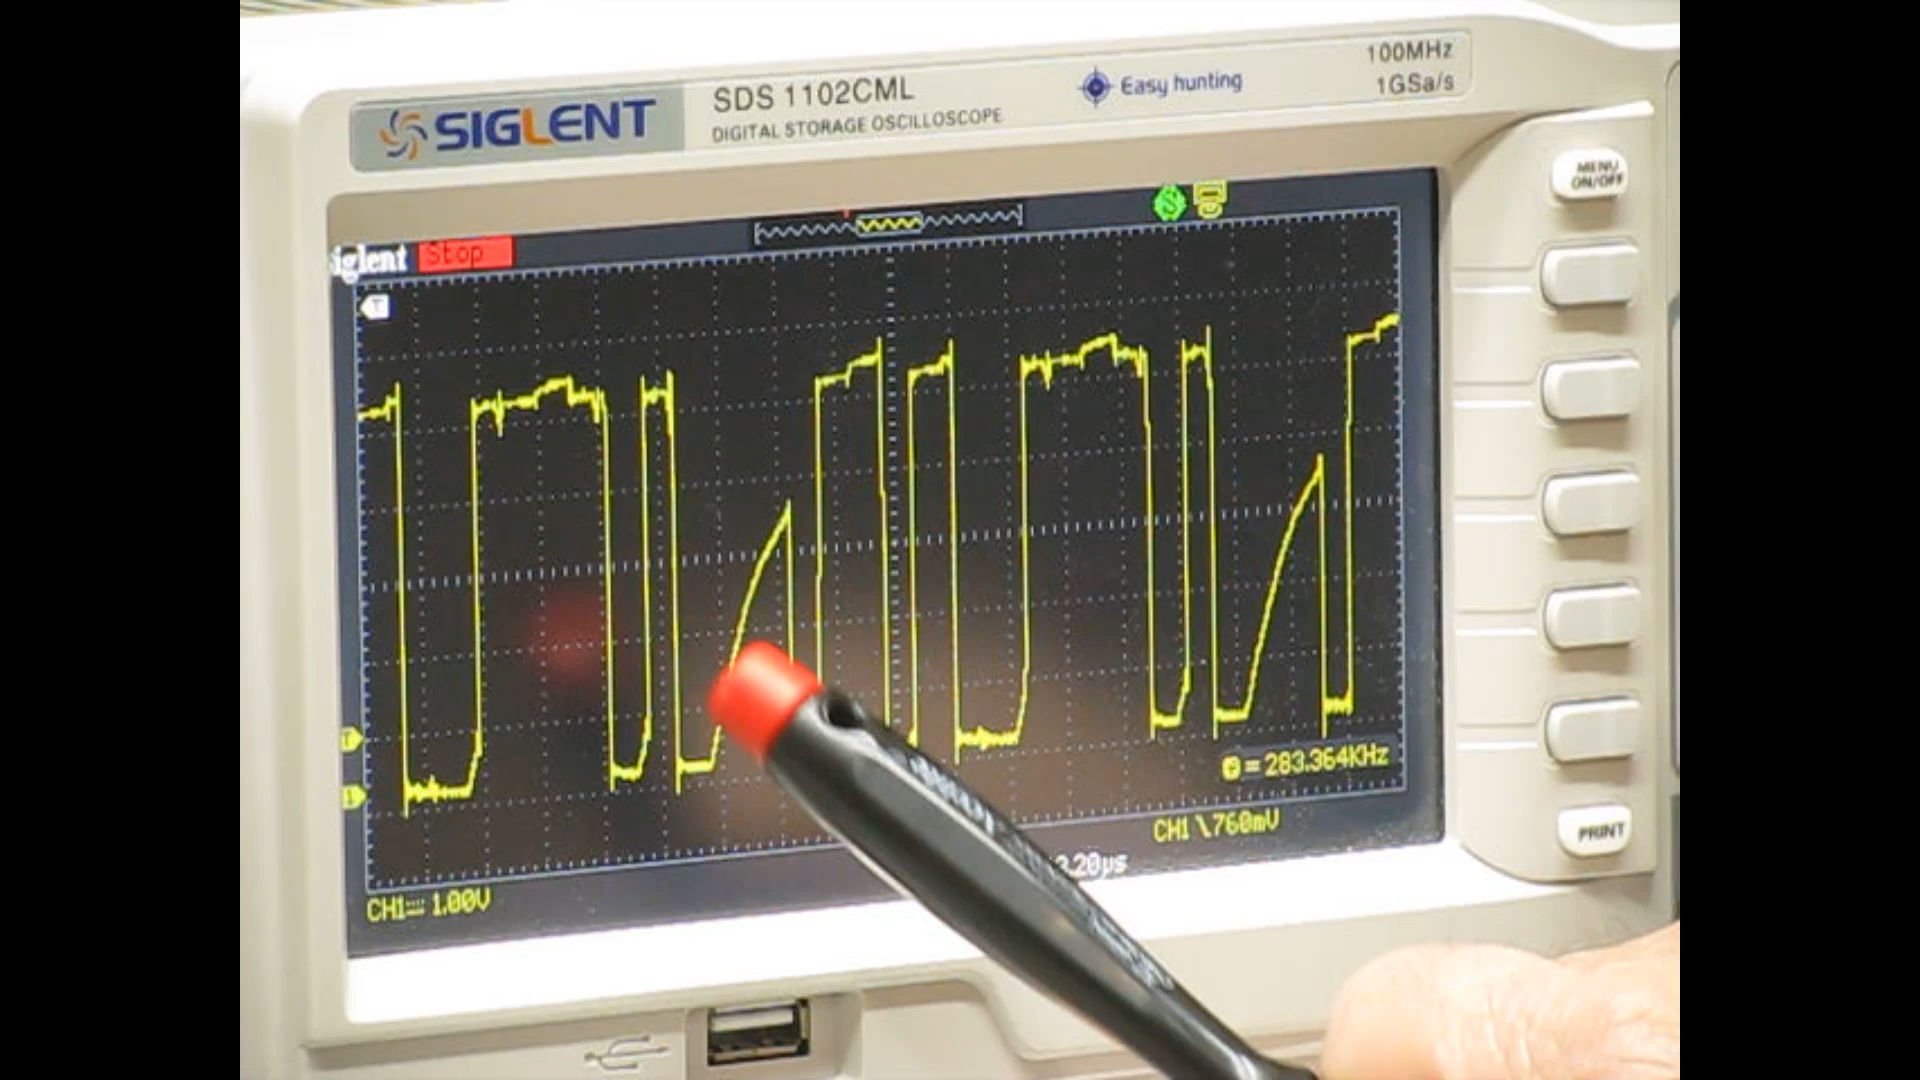 SIGLENT
SDS 1102CML
DIGITAL STORAGE OSCILLOSCOPE
Easy hunting
100MHz
1GSa/s
MENU
ON/OFF
iglent
Stop
T
= 283.364KHz
CH1 \ 760mV
CH1 1.00V
PRINT